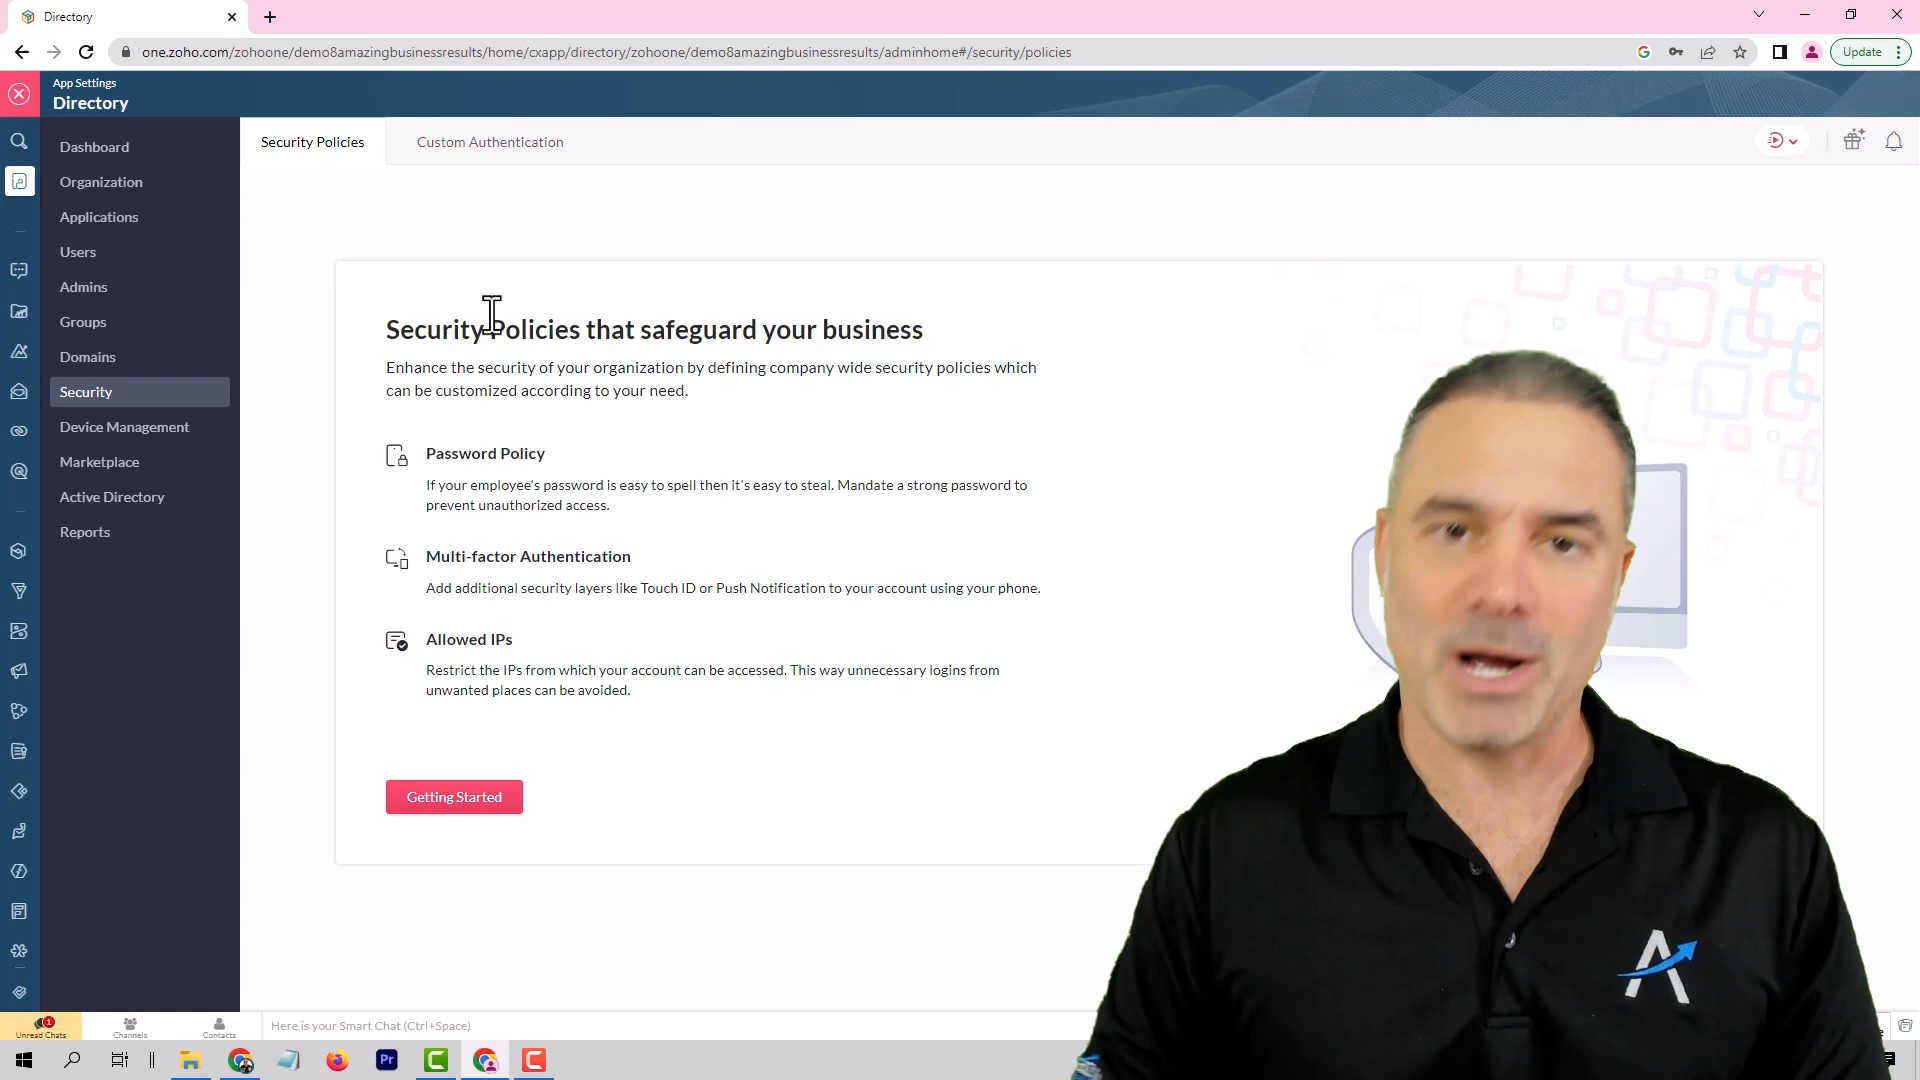 Directory
one.zoho.com/zohoone/demo8amazingbusinessresults/home/cxapp/directory/zohoone/demo8amazingbusinessresults/adminhome#/security/policies
Update
App Settings
Directory
Dashboard
Organization
Applications
Users
Admins
Groups
Domains
Security
Device Management
Marketplace
Active Directory
Reports
Security Policies
Custom Authentication
Security Policies that safeguard your business
Enhance the security of your organization by defining company wide security policies which
can be customized according to your need.
Password Policy
If your employee's password is easy to spell then it's easy to steal. Mandate a strong password to
prevent unauthorized access.
Multi-factor Authentication
Add additional security layers like Touch ID or Push Notification to your account using your phone.
Allowed IPs
Restrict the IPs from which your account can be accessed. This way unnecessary logins from
unwanted places can be avoided.
Getting Started
1
Unread Chats
Channels
Contacts
Here is your Smart Chat (Ctrl+Space)
Pr